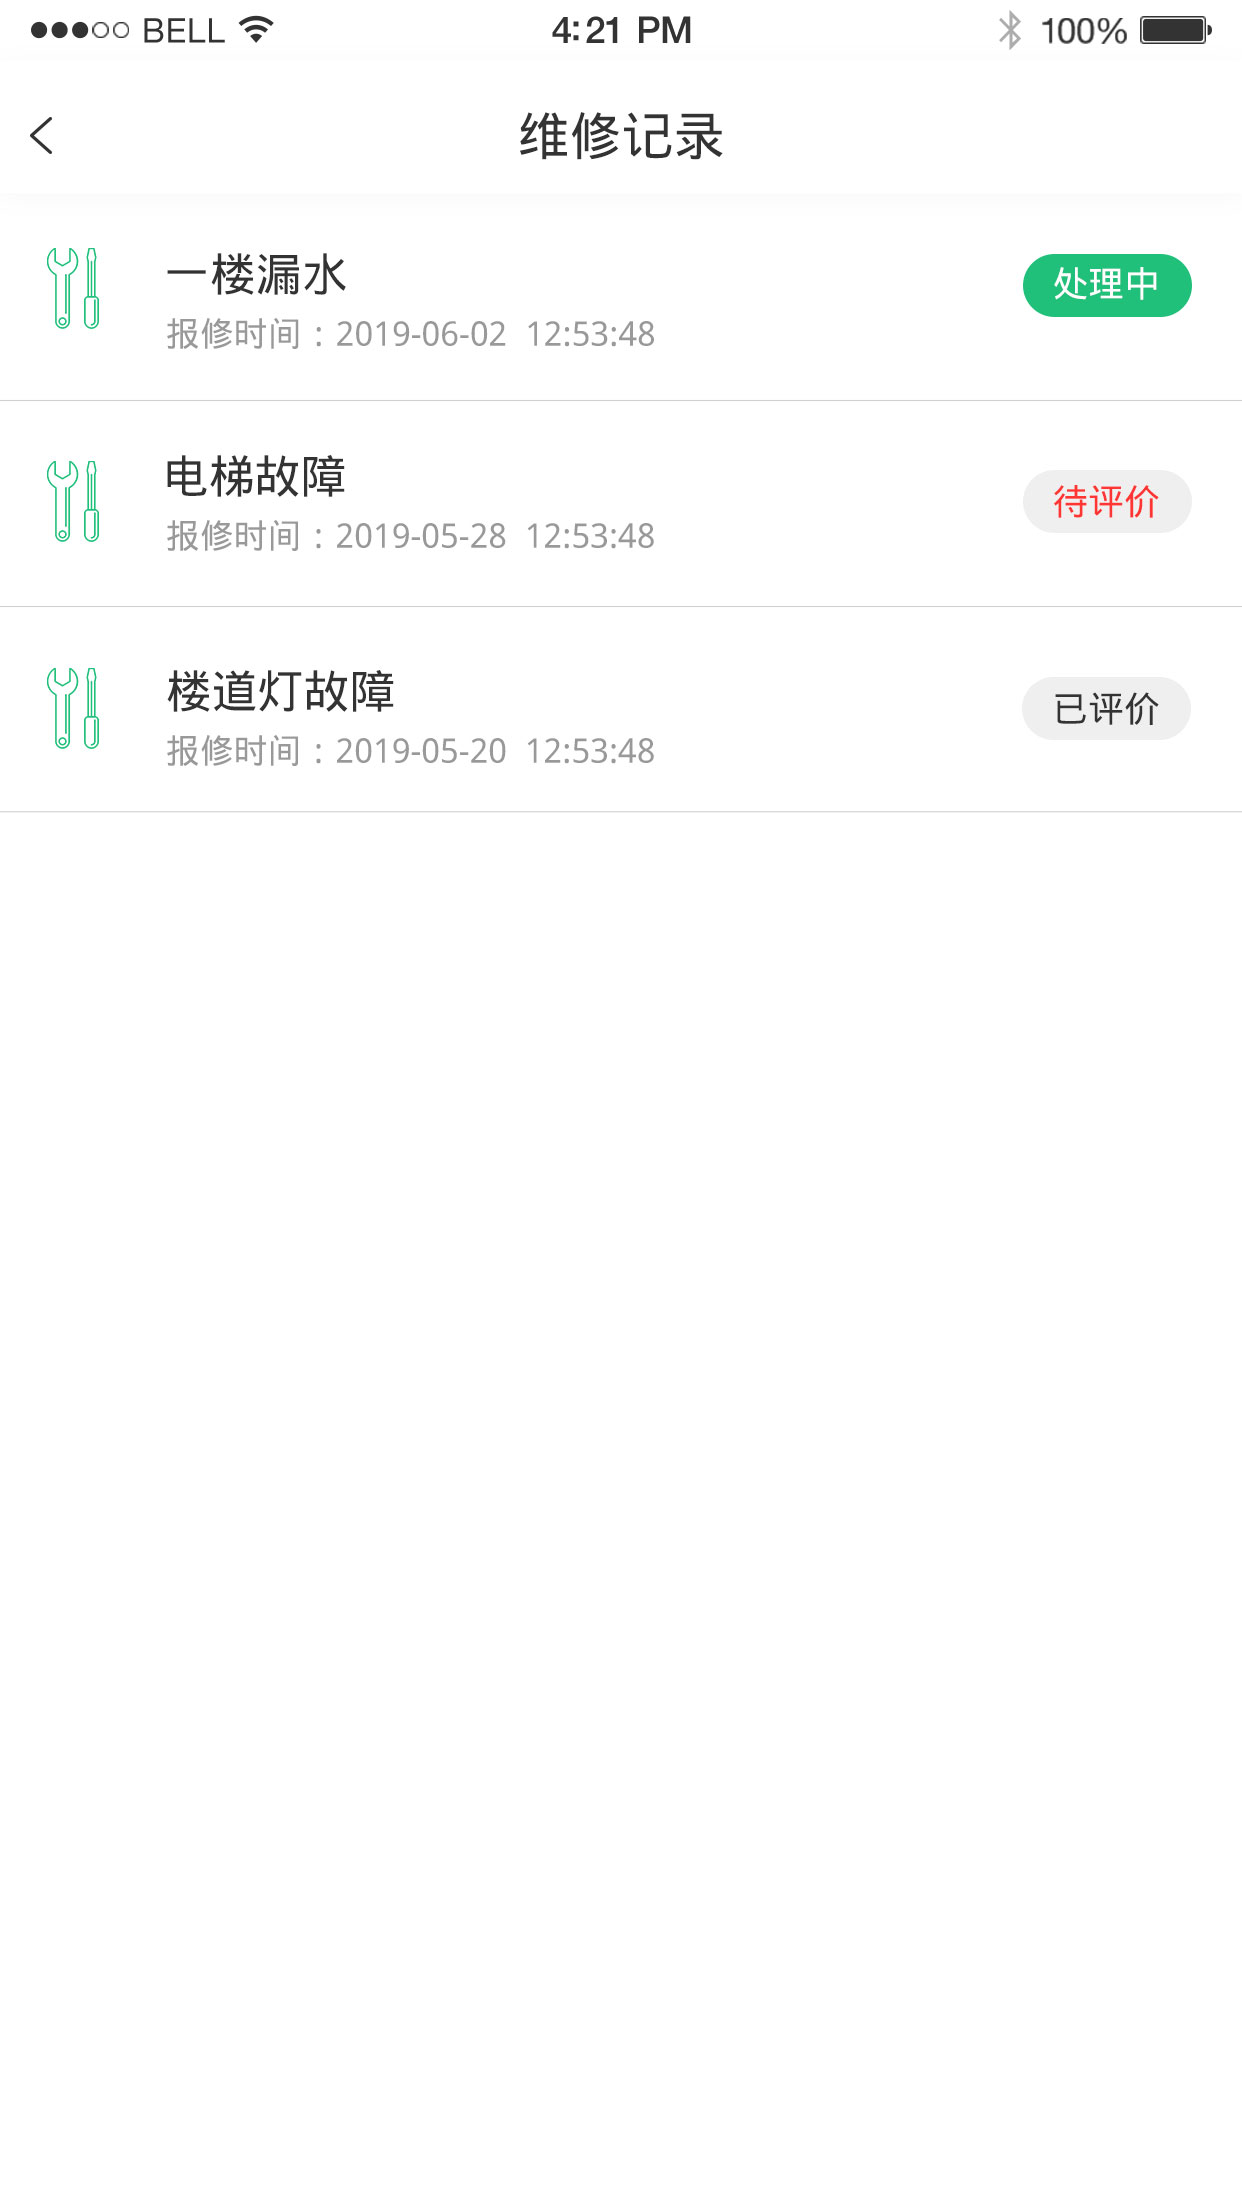 BELL 4:21 PM 100%
维修记录
一楼漏水
处理中
报修时间：2019-06-02 12:53:48
电梯故障
待评价
报修时间：2019-05-28 12:53:48
楼道灯故障
已评价
报修时间：2019-05-20 12:53:48